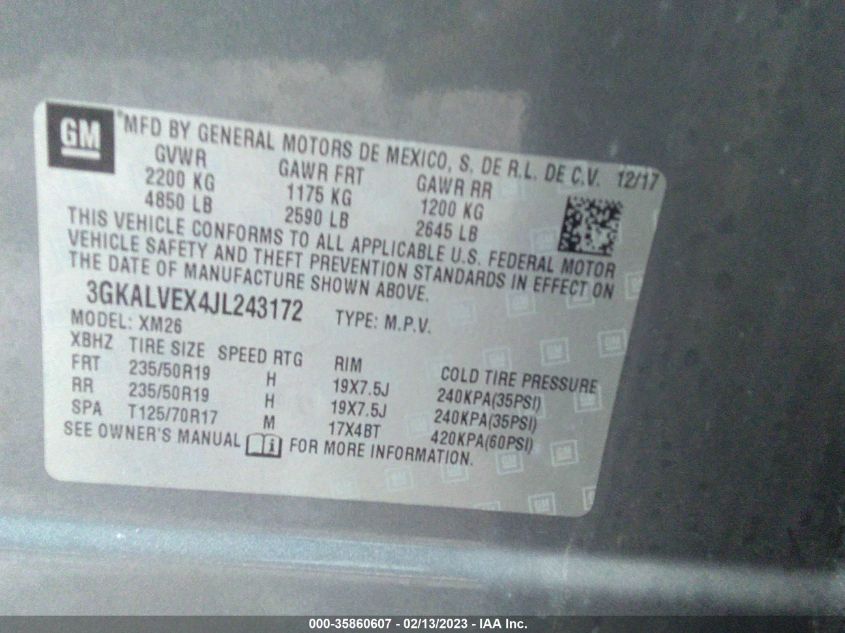 GM
*MFD BY GENERAL MOTORS DE MEXICO, S. DE R.L. DE C.V. 12/17
GVWR GAWR FRT GAWR RR
2200 KG 1175 KG 1200 KG
4850 LB 2590 LB 2645 LB
THIS VEHICLE CONFORMS TO ALL APPLICABLE U.S. FEDERAL MOTOR
VEHICLE SAFETY AND THEFT PREVENTION STANDARDS IN EFFECT ON
THE DATE OF MANUFACTURE SHOWN ABOVE.
3GKALVEX4JL243172 TYPE: M.P.V.
MODEL: XM26
XBHZ TIRE SIZE SPEED RTG RIM COLD TIRE PRESSURE
FRT 235/50R19 H 19X7.5J 240KPA(35PSI)
RR 235/50R19 H 19X7.5J 240KPA(35PSI)
SPA T125/70R17 M 17X4BT 420KPA(60PSI)
SEE OWNER'S MANUAL FOR MORE INFORMATION.
000-35860607 - 02/13/2023 - IAA Inc.